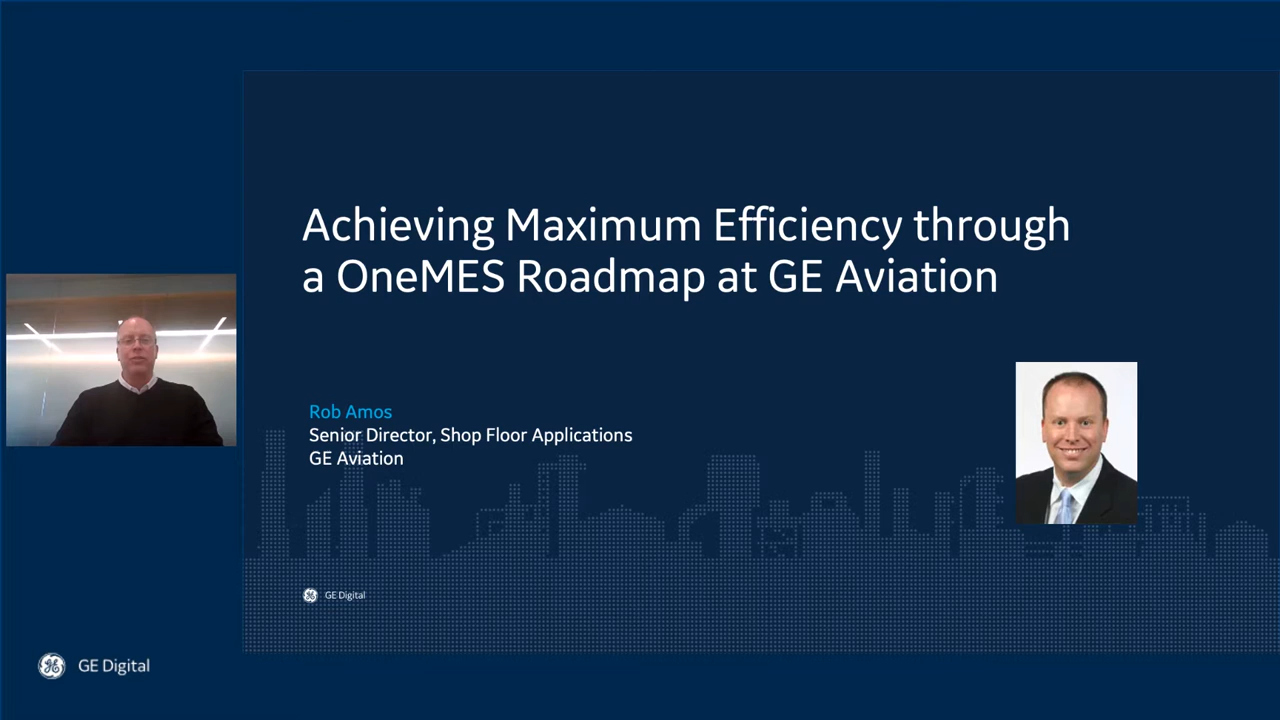 Achieving Maximum Efficiency through
a OneMES Roadmap at GE Aviation
Rob Amos
Senior Director, Shop Floor Applications
GE Aviation
GE Digital
GE Digital